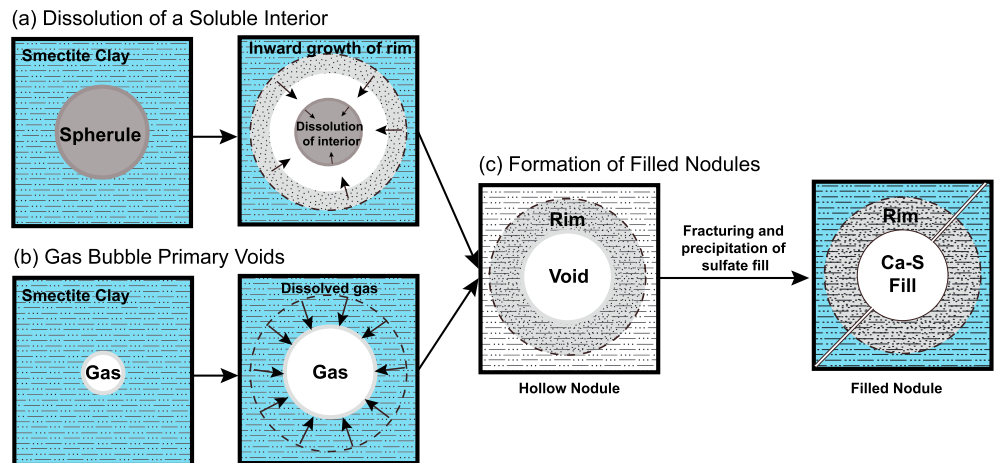 (a) Dissolution of a Soluble Interior
Smectite Clay
Spherule
Inward growth of rim
Dissolution
of interior
(b) Gas Bubble Primary Voids
Smectite Clay
Gas
Dissolved gas
Gas
(c) Formation of Filled Nodules
Rim
Void
Hollow Nodule
Fracturing and
precipitation of
sulfate fill
Rim
Ca-S
Fill
Filled Nodule